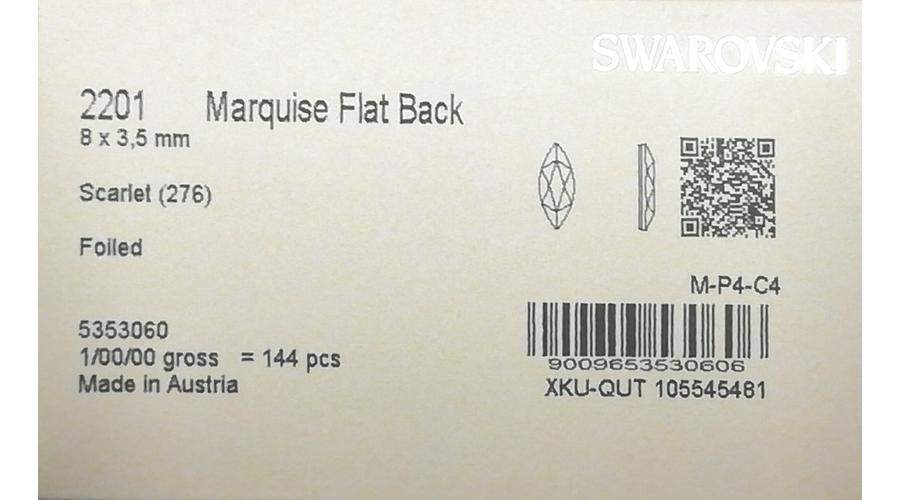 SWAROVSKI
2201 Marquise Flat Back
8 x 3,5 mm
Scarlet (276)
Foiled
M-P4-C4
5353060
1/00/00 gross = 144 pcs
Made in Austria
9009653530606
XKU-QUT 105545481